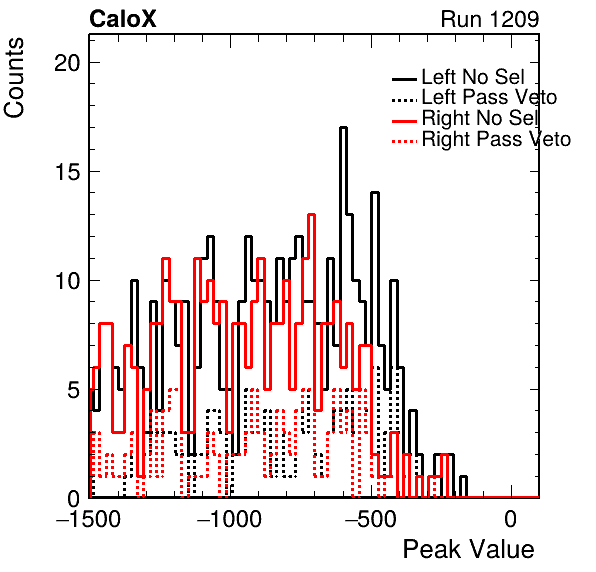 CaloX Run 1209
Counts
20
15
10
5
0
Left No Sel
Left Pass Veto
Right No Sel
Right Pass Veto
−1500 −1000 −500 0
Peak Value